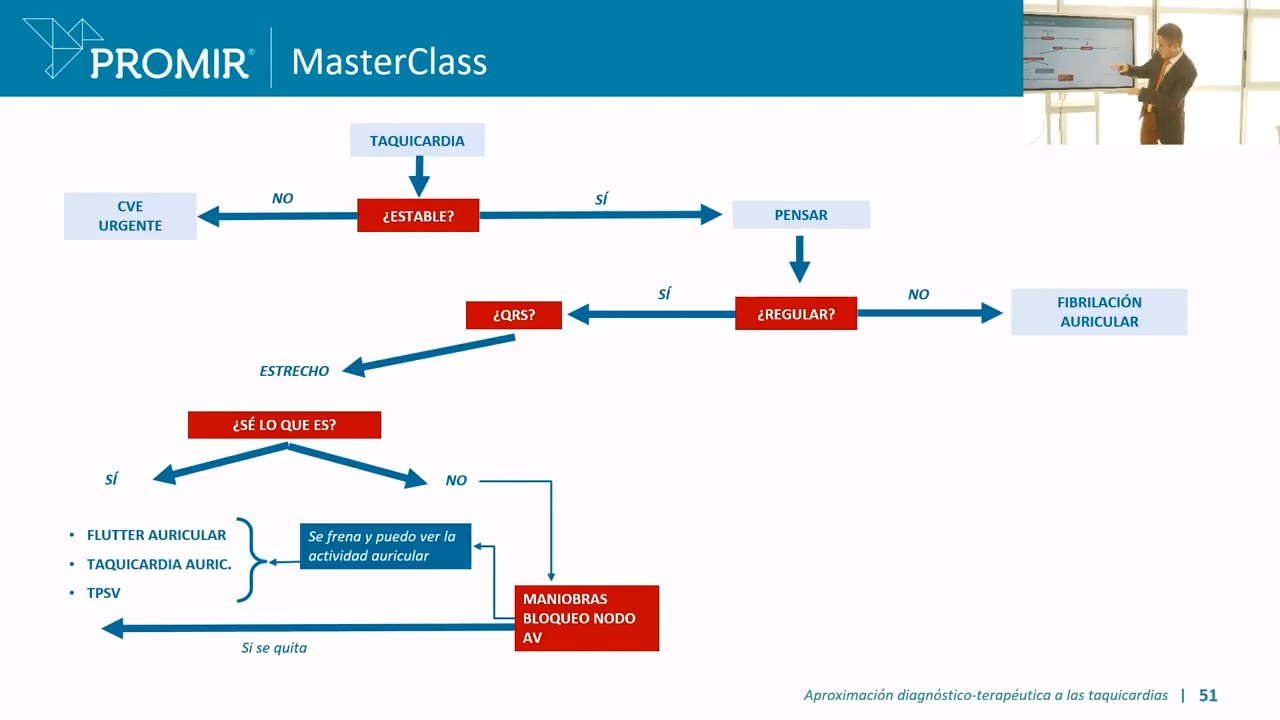 PROMIR®
MasterClass
TAQUICARDIA
NO
SÍ
CVE
URGENTE
¿ESTABLE?
PENSAR
SÍ
NO
¿QRS?
¿REGULAR?
FIBRILACIÓN
AURICULAR
ESTRECHO
¿SÉ LO QUE ES?
SÍ
NO
• FLUTTER AURICULAR
• TAQUICARDIA AURIC.
• TPSV
Se frena y puedo ver la
actividad auricular
MANIOBRAS
BLOQUEO NODO
AV
Si se quita
Aproximación diagnóstico-terapéutica a las taquicardias | 51